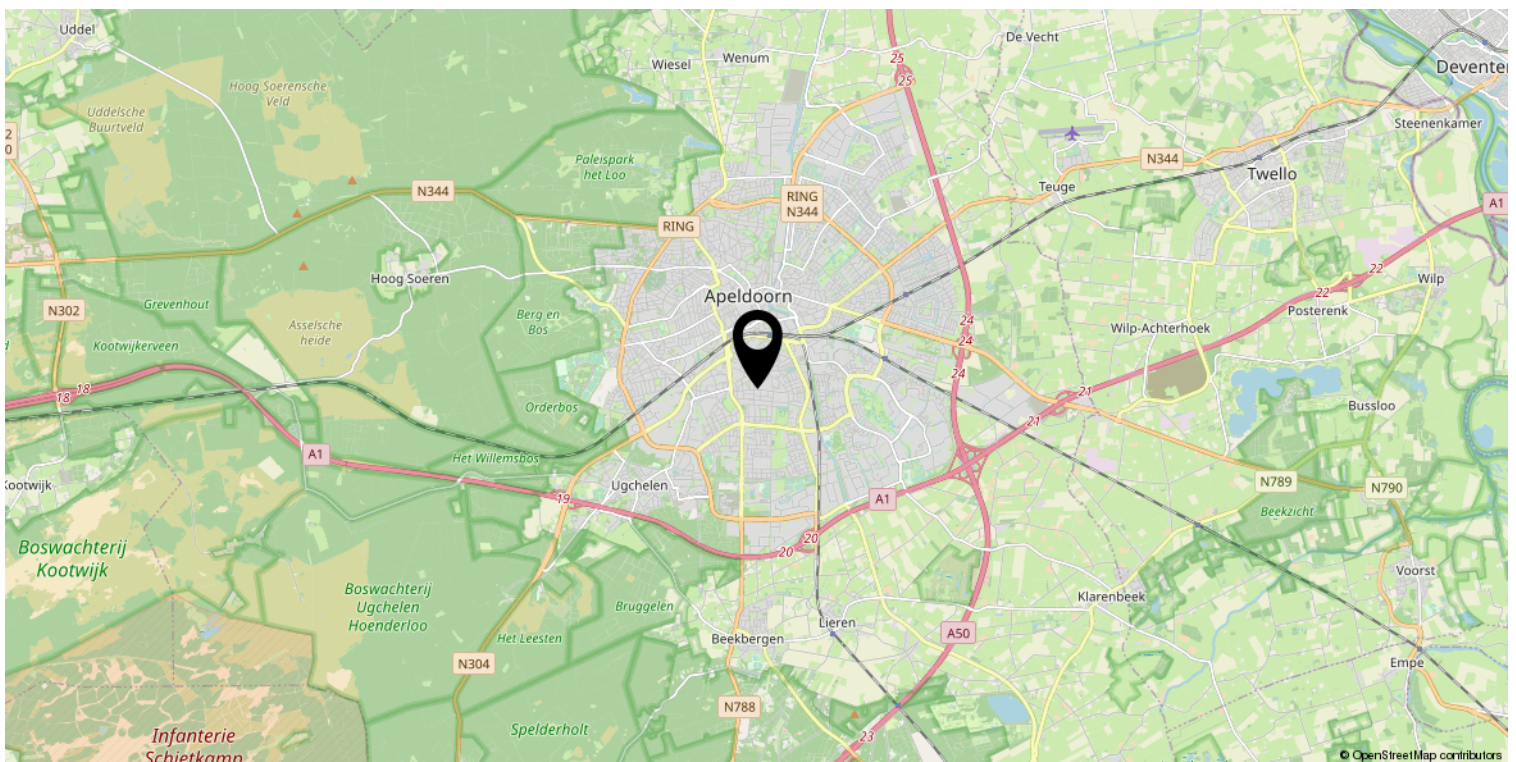 Uddel
De Vecht
Wenum
Wiesel
25
25
Deventer
Hoog Soerensche
Veld
Uddelsche
Buurtveld
Steenenkamer
Paleispark
het Loo
N344
Twello
N344
Teuge
RING
N344
A1
RING
22
22
Hoog Soeren
Wilp
Apeldoorn
Grevenhout
N302
Posterenk
Berg en
Bos
24
Asselsche
heide
Wilp-Achterhoek
24
Kootwijkerveen
24
18
18
21
Orderbos
Bussloo
21
A1
Het Willemsbos
Kootwijk
Ugchelen
N789
N790
19
A1
Beekzicht
20
20
Boswachterij
Kootwijk
Voorst
Boswachterij
Ugchelen
Hoenderloo
Klarenbeek
Bruggelen
Lieren
Het Leesten
Beekbergen
A50
N304
Empe
N788
Spelderholt
23
Infanterie
Schietkamp
© OpenStreetMap contributors